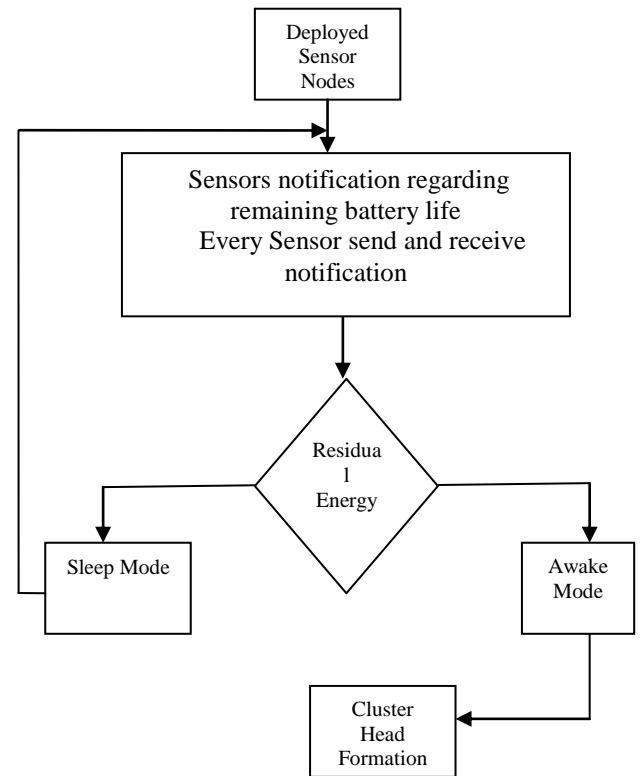 Deployed
Sensor
Nodes
Sensors notification regarding
remaining battery life
Every Sensor send and receive
notification
Residua
l
Energy
Sleep Mode
Awake
Mode
Cluster
Head
Formation